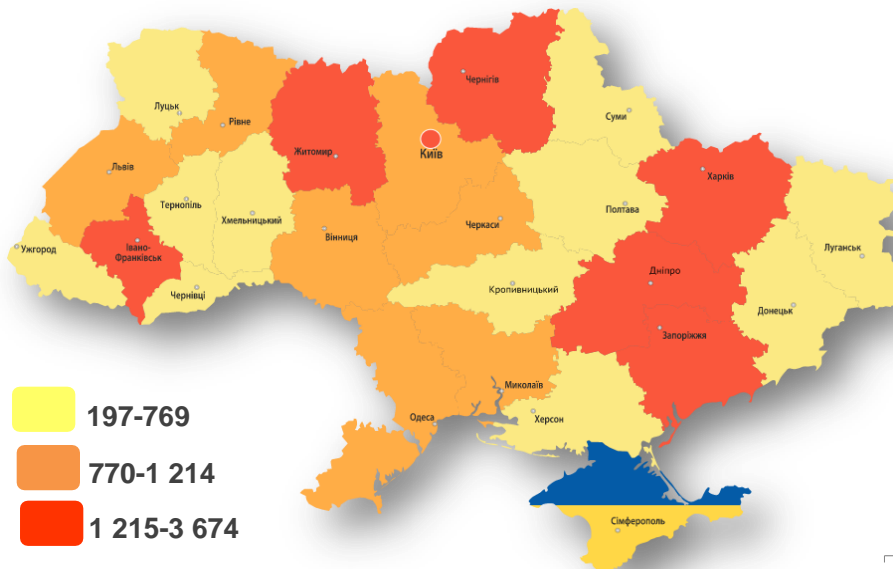 Чернігів
Луцьк
Рівне
Суми
Житомир
Київ
Львів
Харків
Тернопіль
Полтава
Хмельницький
Черкаси
Вінниця
Ужгород
Івано-
Франківськ
Луганськ
Дніпро
Чернівці
Кропивницький
Донецьк
Запоріжжя
Миколаїв
Одеса
Херсон
197-769
770-1 214
1 215-3 674
Сімферополь